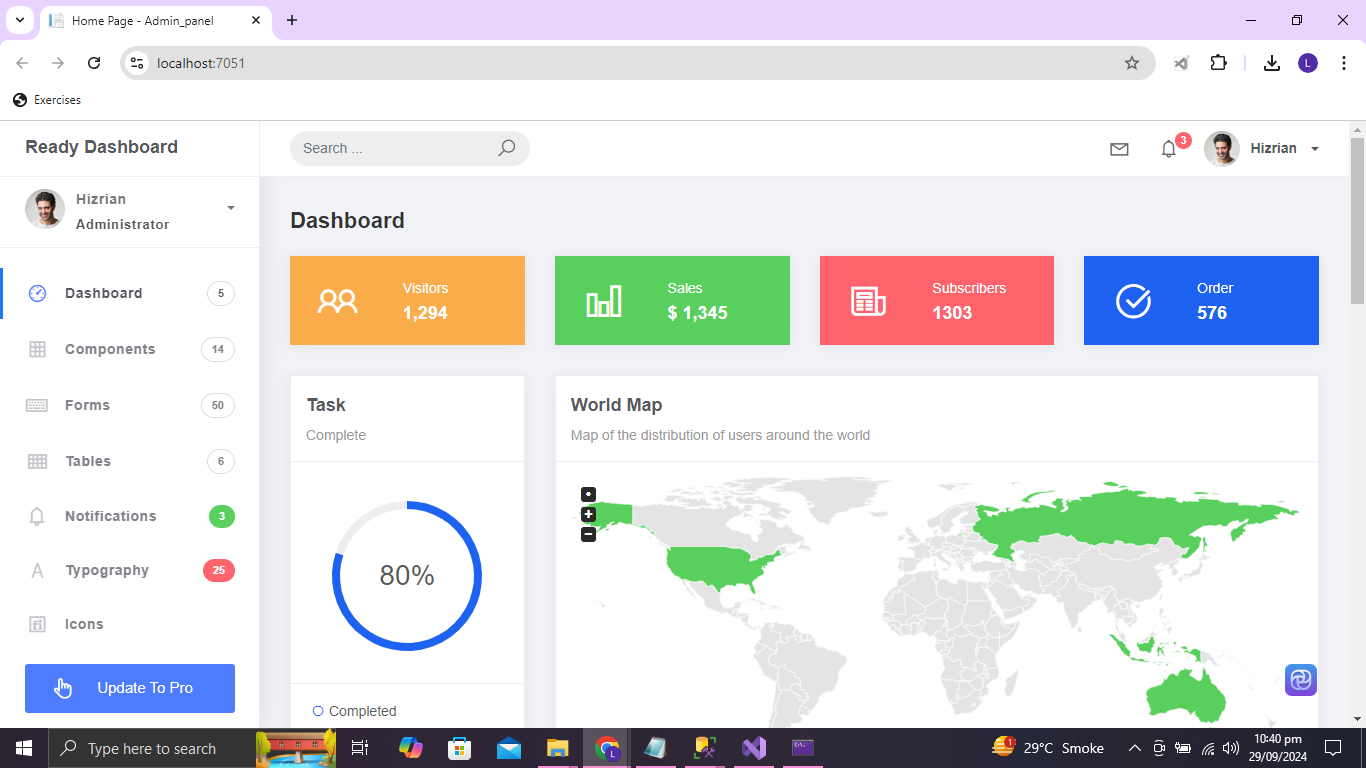 Home Page - Admin_panel
localhost:7051
L
Exercises
Ready Dashboard
Search ...
3
Hizrian
Hizrian
Administrator
Dashboard
Dashboard 5
Components 14
Forms 50
Tables 6
Notifications 3
Typography 25
Icons
Update To Pro
Visitors
1,294
Sales
$ 1,345
Subscribers
1303
Order
576
Task
Complete
80%
Completed
World Map
Map of the distribution of users around the world
Type here to search
L
1
29°C Smoke
10:40 pm
29/09/2024